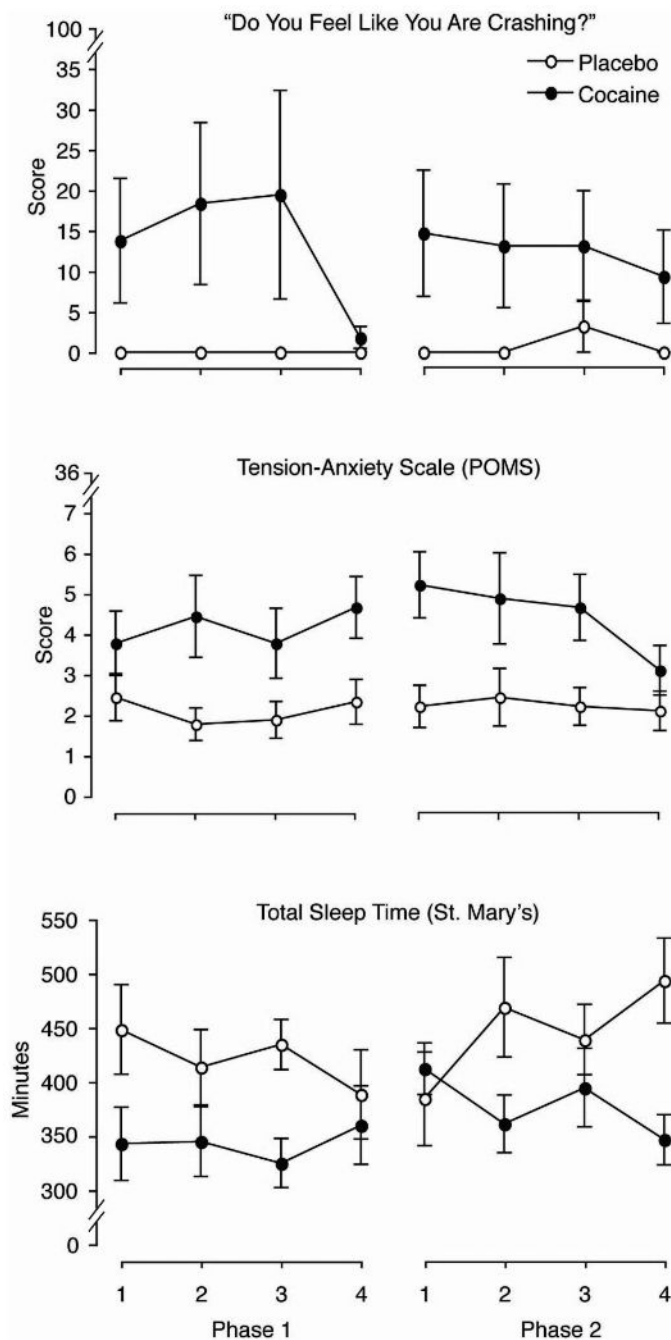 “Do You Feel Like You Are Crashing?”
100
35
30
25
20
15
10
5
0
Score
Placebo
Cocaine
Tension-Anxiety Scale (POMS)
36
7
6
5
4
3
2
1
0
Score
Total Sleep Time (St. Mary’s)
550
500
450
400
350
300
0
Minutes
1 2 3 4 1 2 3 4
Phase 1 Phase 2